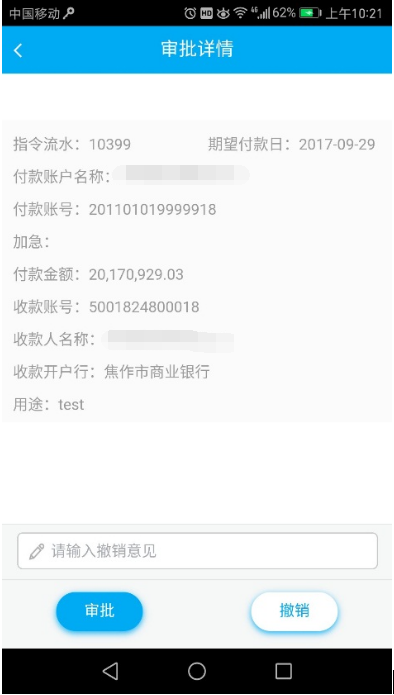 中国移动 HD 4G 62% 上午10:21
审批详情
指令流水：10399 期望付款日：2017-09-29
付款账户名称：
付款账号：201101019999918
加急：
付款金额：20,170,929.03
收款账号：5001824800018
收款人名称：
收款开户行：焦作市商业银行
用途：test
请输入撤销意见
审批 撤销